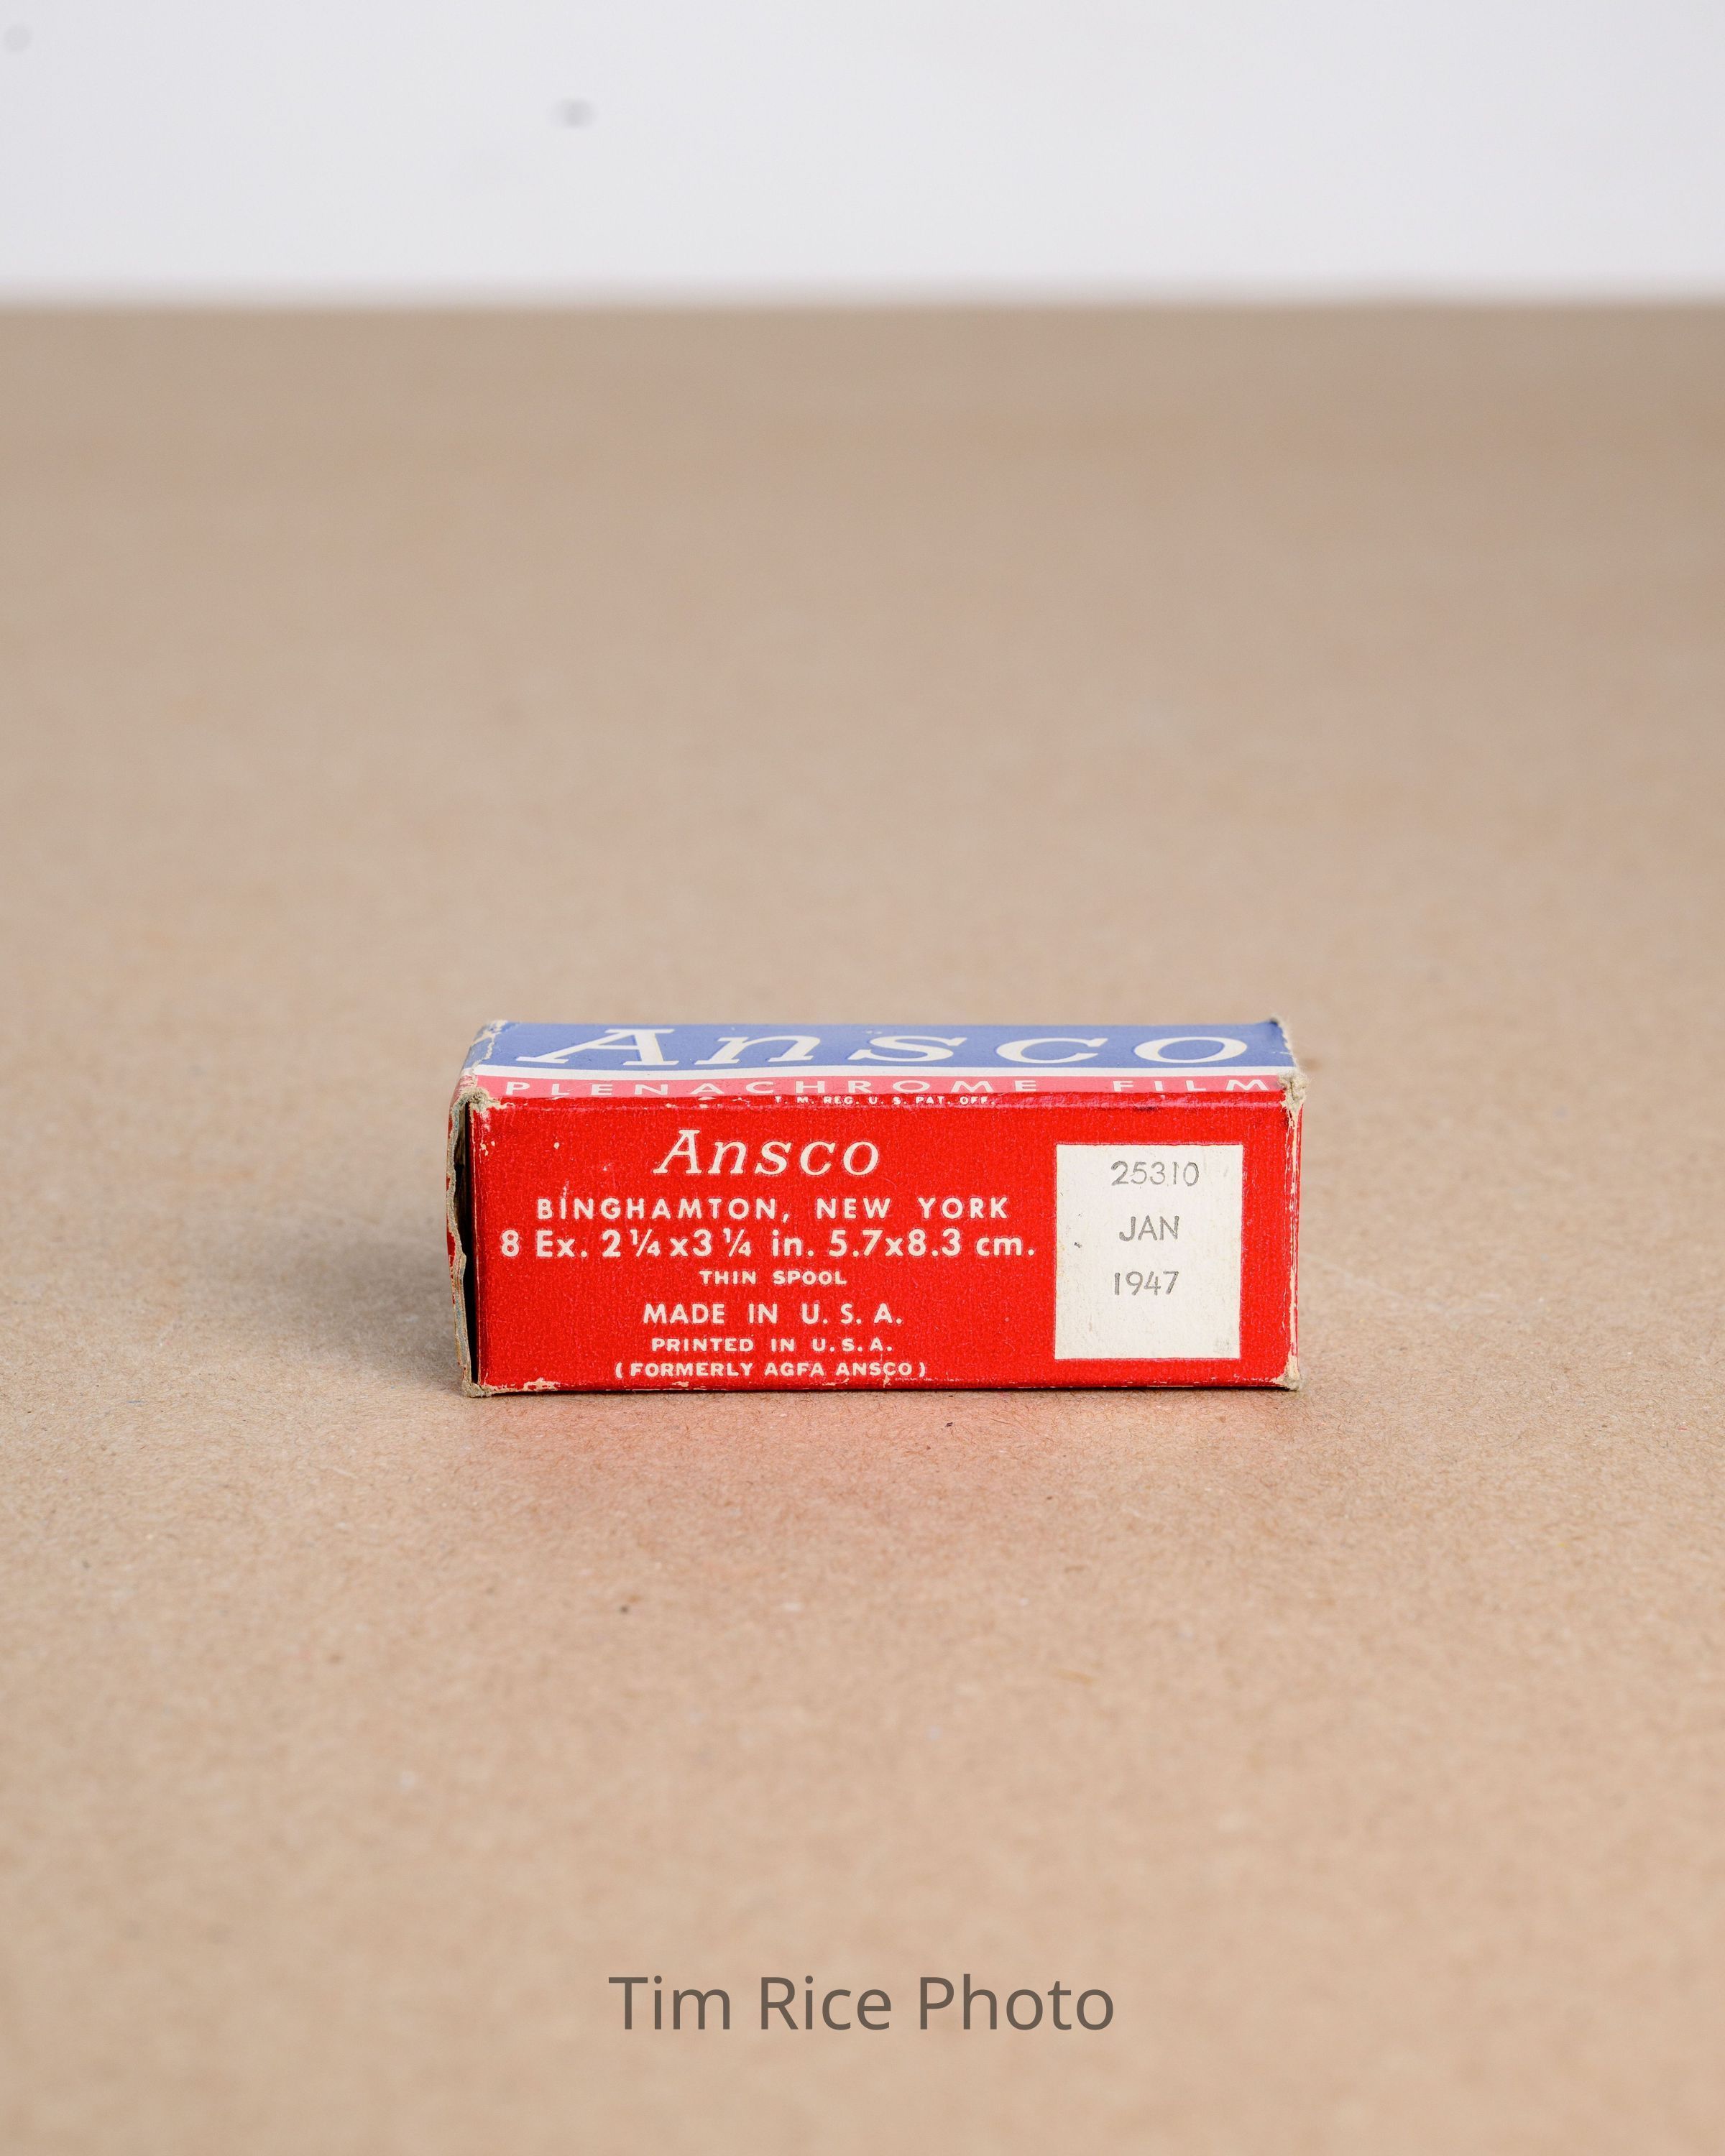 Ansco
PLENACHROME FILM
T. M. REG. U. S. PAT. OFF.
Ansco
BINGHAMTON, NEW YORK
8 Ex. 2¼x3¼ in. 5.7x8.3 cm.
THIN SPOOL
MADE IN U. S. A.
PRINTED IN U. S. A.
(FORMERLY AGFA ANSCO)
25310
JAN
1947
Tim Rice Photo